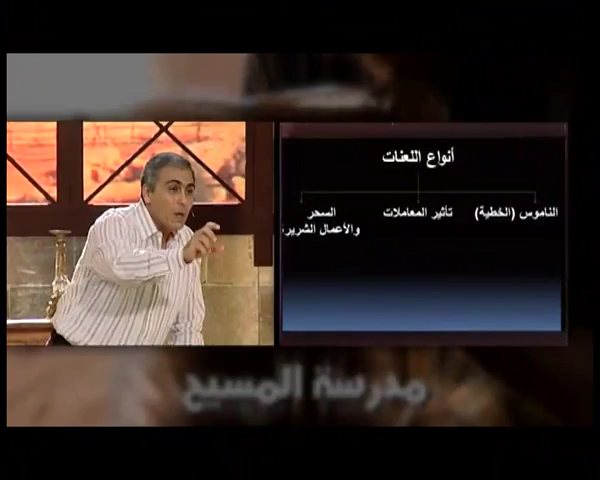 أنواع اللعنات
الناموس (الخطية)
تأثير المعاملات
السحر
والأعمال الشريرة
مدرسة المسيح